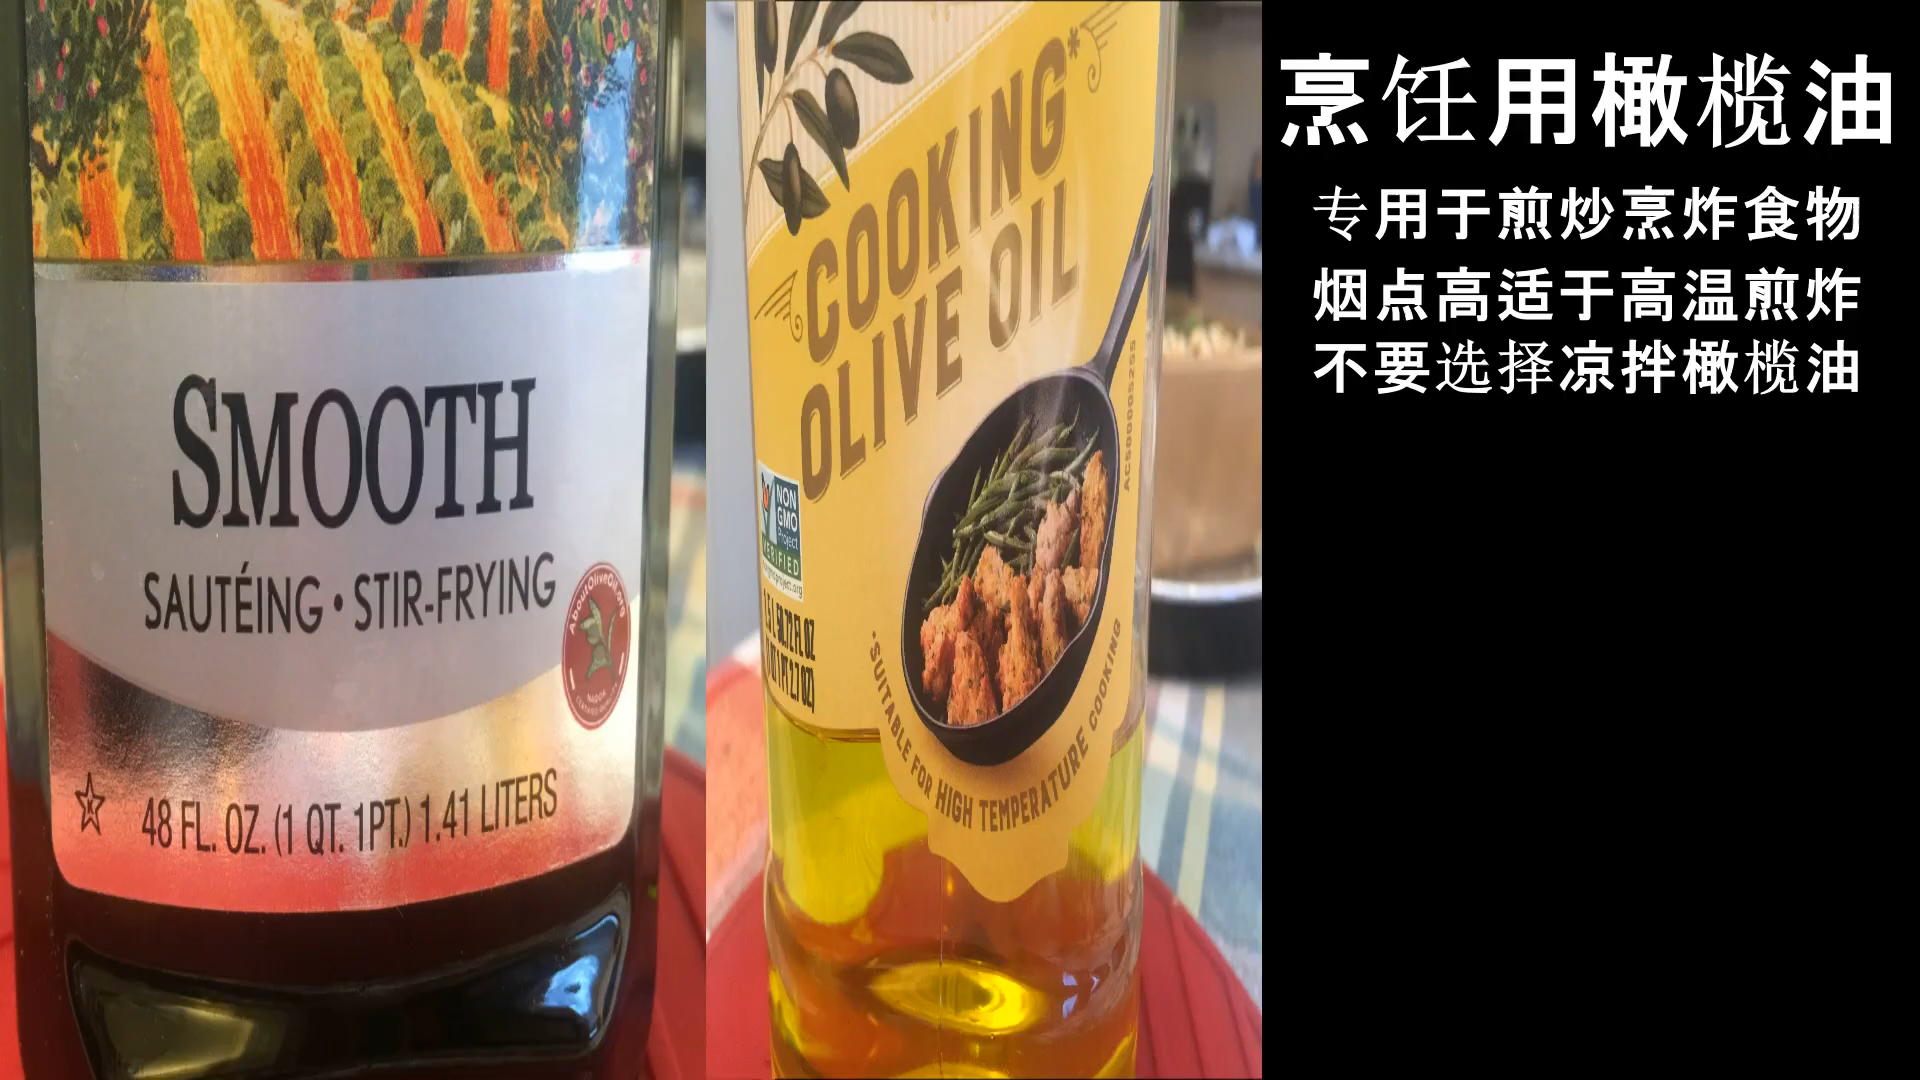 SMOOTH
SAUTÉING • STIR-FRYING
AboutOliveOil.org
48 FL. OZ. (1 QT. 1PT.) 1.41 LITERS
COOKING*
OLIVE OIL
NON
GMO
Project
VERIFIED
*SUITABLE FOR HIGH TEMPERATURE COOKING
烹饪用橄榄油
专用于煎炒烹炸食物
烟点高适于高温煎炸
不要选择凉拌橄榄油